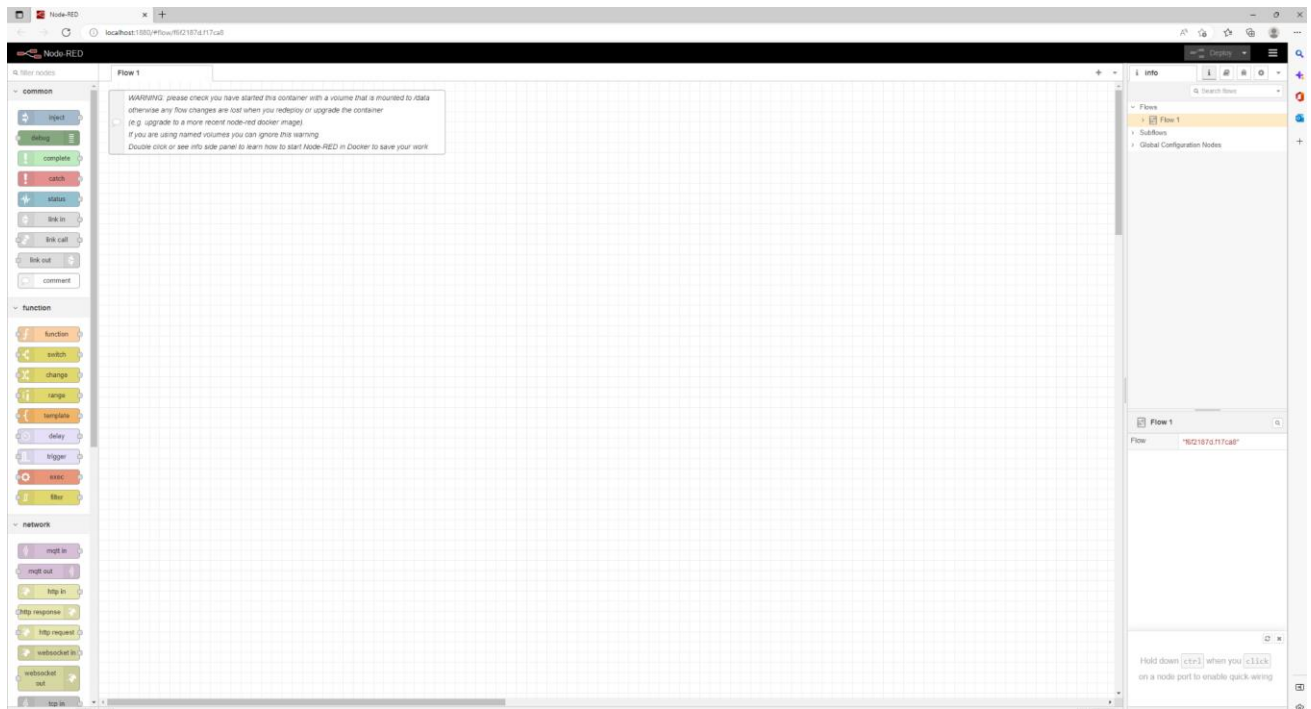 Node-RED
localhost:1880/#flow/f6f2187d.f17ca8
Node-RED
Deploy
filter nodes
common
inject
debug
complete
catch
status
link in
link call
link out
comment
function
function
switch
change
range
template
delay
trigger
exec
filter
network
mqtt in
mqtt out
http in
http response
http request
websocket in
websocket
out
tcp in
Flow 1
WARNING: please check you have started this container with a volume that is mounted to /data
otherwise any flow changes are lost when you redeploy or upgrade the container
(e.g. upgrade to a more recent node-red docker image).
If you are using named volumes you can ignore this warning.
Double click or see info side panel to learn how to start Node-RED in Docker to save your work
info
Search flows
Flows
Flow 1
Subflows
Global Configuration Nodes
Flow 1
Flow "f6f2187d.f17ca8"
Hold down ctrl when you click
on a node port to enable quick-wiring